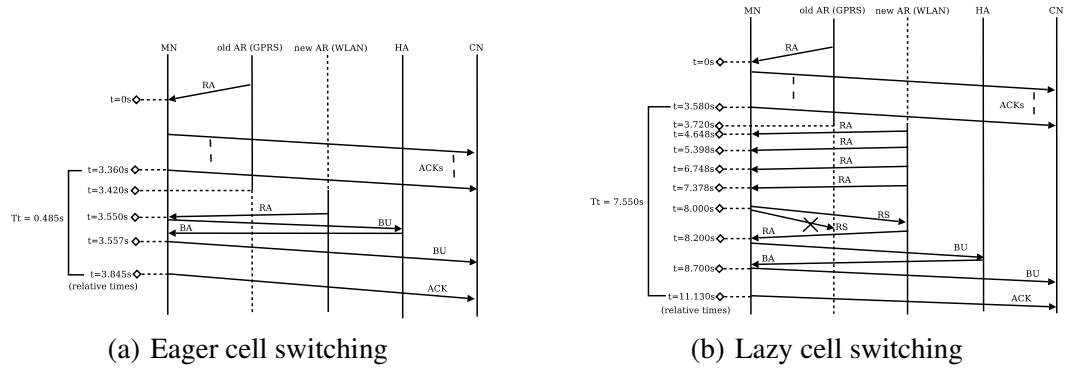 MN old AR (GPRS) new AR (WLAN) HA CN
RA
t=0s
ACKs
t=3.360s
t=3.420s
Tt = 0.485s
RA
t=3.550s
BU
BA
t=3.557s
BU
t=3.845s
(relative times)
ACK
(a) Eager cell switching
MN old AR (GPRS) new AR (WLAN) HA CN
RA
t=0s
ACKs
t=3.580s
t=3.720s
RA
t=4.648s
t=5.398s
RA
RA
t=6.748s
RA
t=7.378s
Tt = 7.550s
t=8.000s
RS
RS
RA
t=8.200s
BU
BA
t=8.700s
BU
t=11.130s
ACK
(relative times)
(b) Lazy cell switching